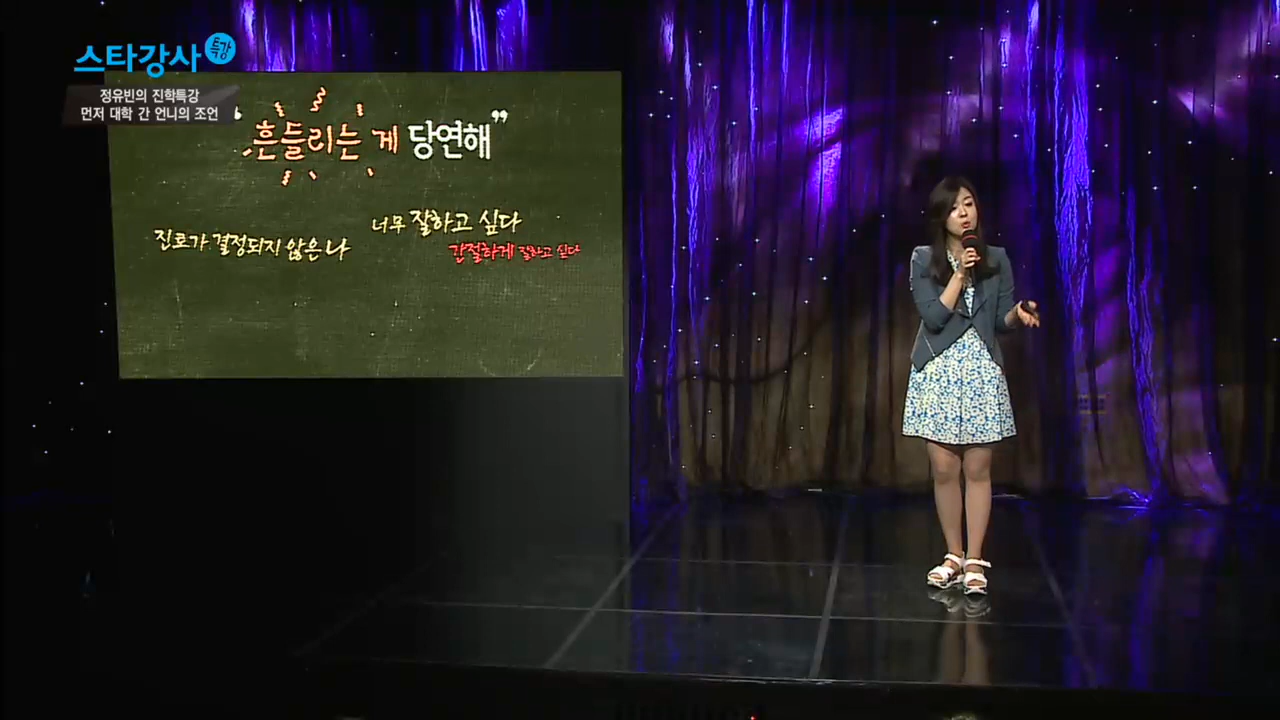 스타강사 특강
정유빈의 진학특강
먼저 대학 간 언니의 조언
“흔들리는 게 당연해”
너무 잘하고 싶다
진로가 결정되지 않은 나
간절하게 잘하고 싶다